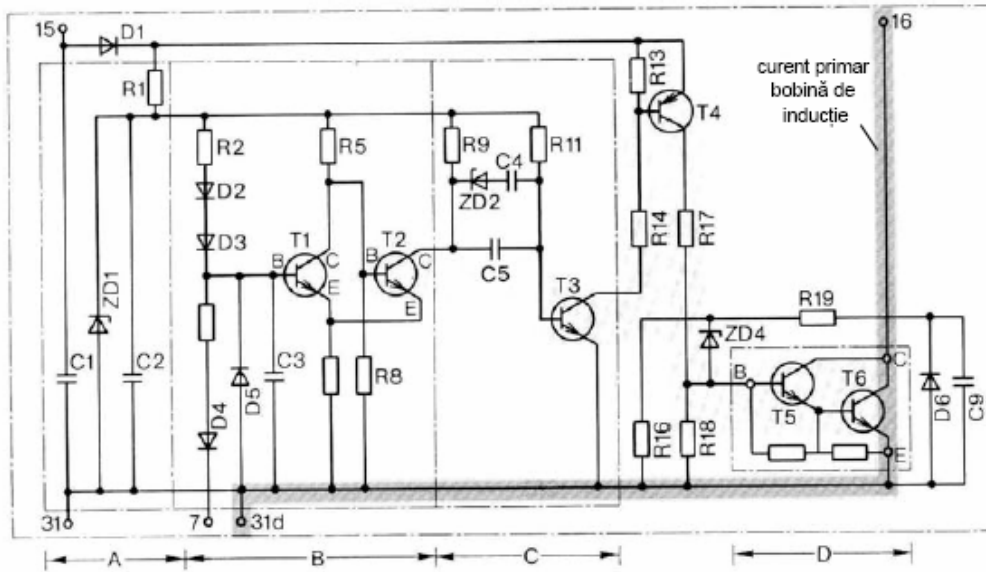 15
D1
16
R1
R13
curent primar
bobină de
inducție
T4
R2
R5
R9
R11
C4
D2
ZD2
D3
T1
T2
R14
R17
B
C
B
C
C5
E
E
T3
ZD1
R19
ZD4
C1
C2
D5
C3
R8
B
T5
T6
C
D6
C9
D4
R16
R18
E
31
7
31d
A
B
C
D